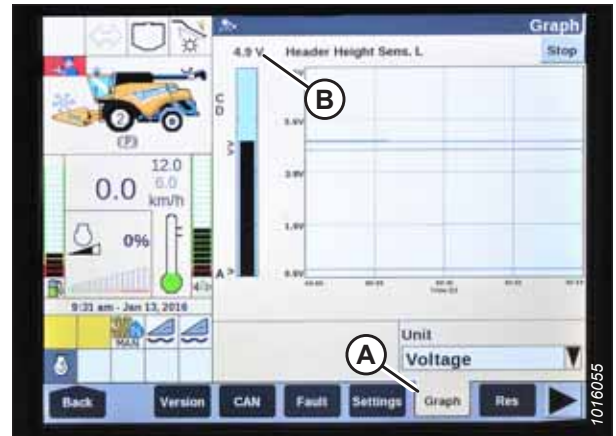 Graph
4.9 V
Header Height Sens. L
Stop
B
C
D
A
2
(P)
12.0
0.0
6.0
km/h
0%
9:31 am - Jan 13, 2016
MAN
Unit
A
Voltage
Back
Version
CAN
Fault
Settings
Graph
Res
1016055